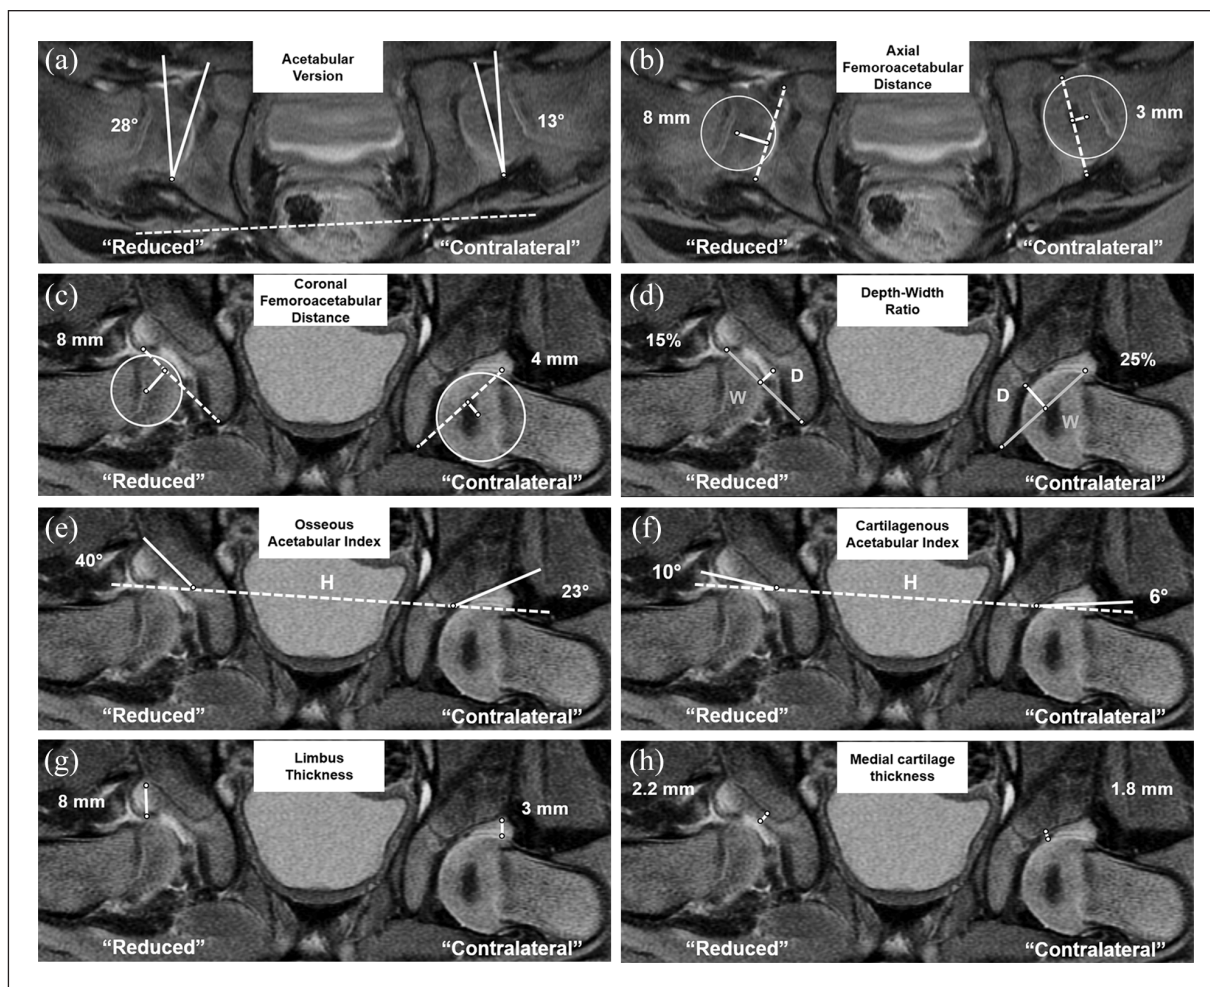 (a)
Acetabular
Version
28°
13°
“Reduced”
“Contralateral”
(b)
Axial
Femoroacetabular
Distance
8 mm
3 mm
“Reduced”
“Contralateral”
(c)
Coronal
Femoroacetabular
Distance
8 mm
4 mm
“Reduced”
“Contralateral”
(d)
Depth-Width
Ratio
15%
25%
D
W
D
W
“Reduced”
“Contralateral”
(e)
Osseous
Acetabular Index
40°
H
23°
“Reduced”
“Contralateral”
(f)
Cartilagenous
Acetabular Index
10°
H
6°
“Reduced”
“Contralateral”
(g)
Limbus
Thickness
8 mm
3 mm
“Reduced”
“Contralateral”
(h)
Medial cartilage
thickness
2.2 mm
1.8 mm
“Reduced”
“Contralateral”